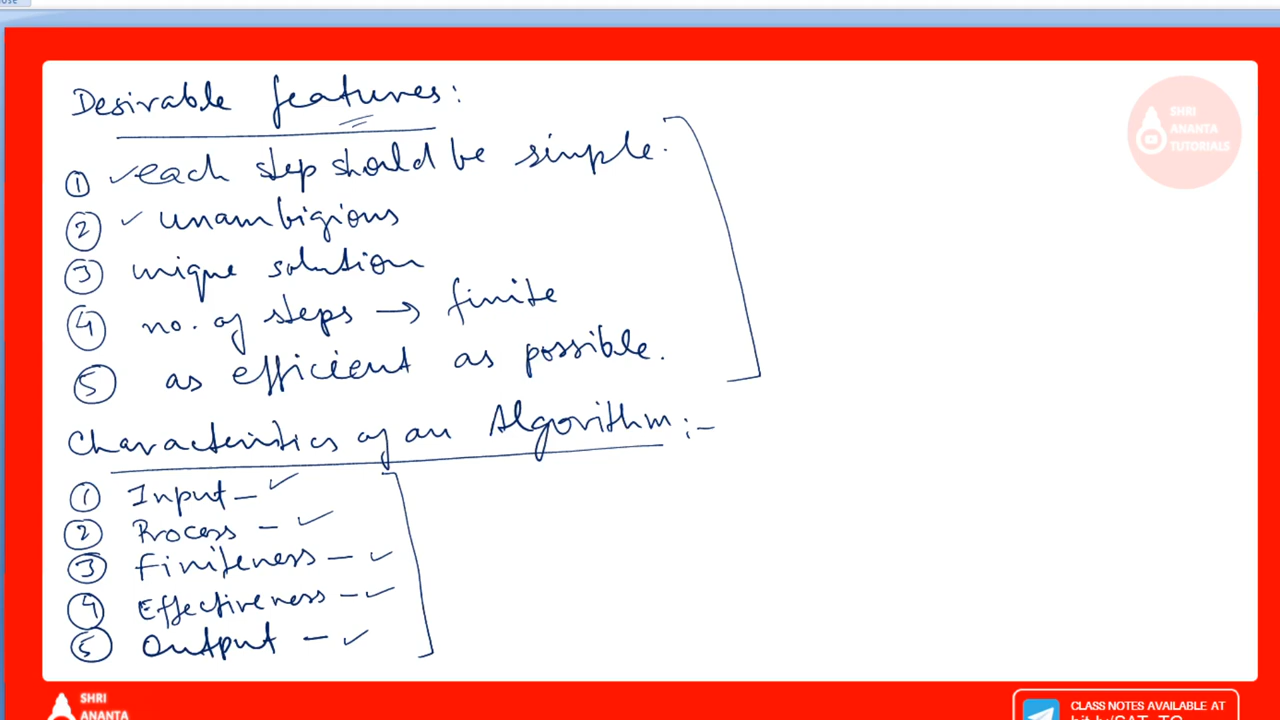 Desirable features:
① each step should be simple.
② unambigious
③ unique solution
④ no. of steps → finite
⑤ as efficient as possible.
Characteristics of an Algorithm:-
① Input -
② Process -
③ Finiteness -
④ Effectiveness -
⑤ Output -
SHRI
ANANTA
TUTORIALS
SHRI
ANANTA
CLASS NOTES AVAILABLE AT